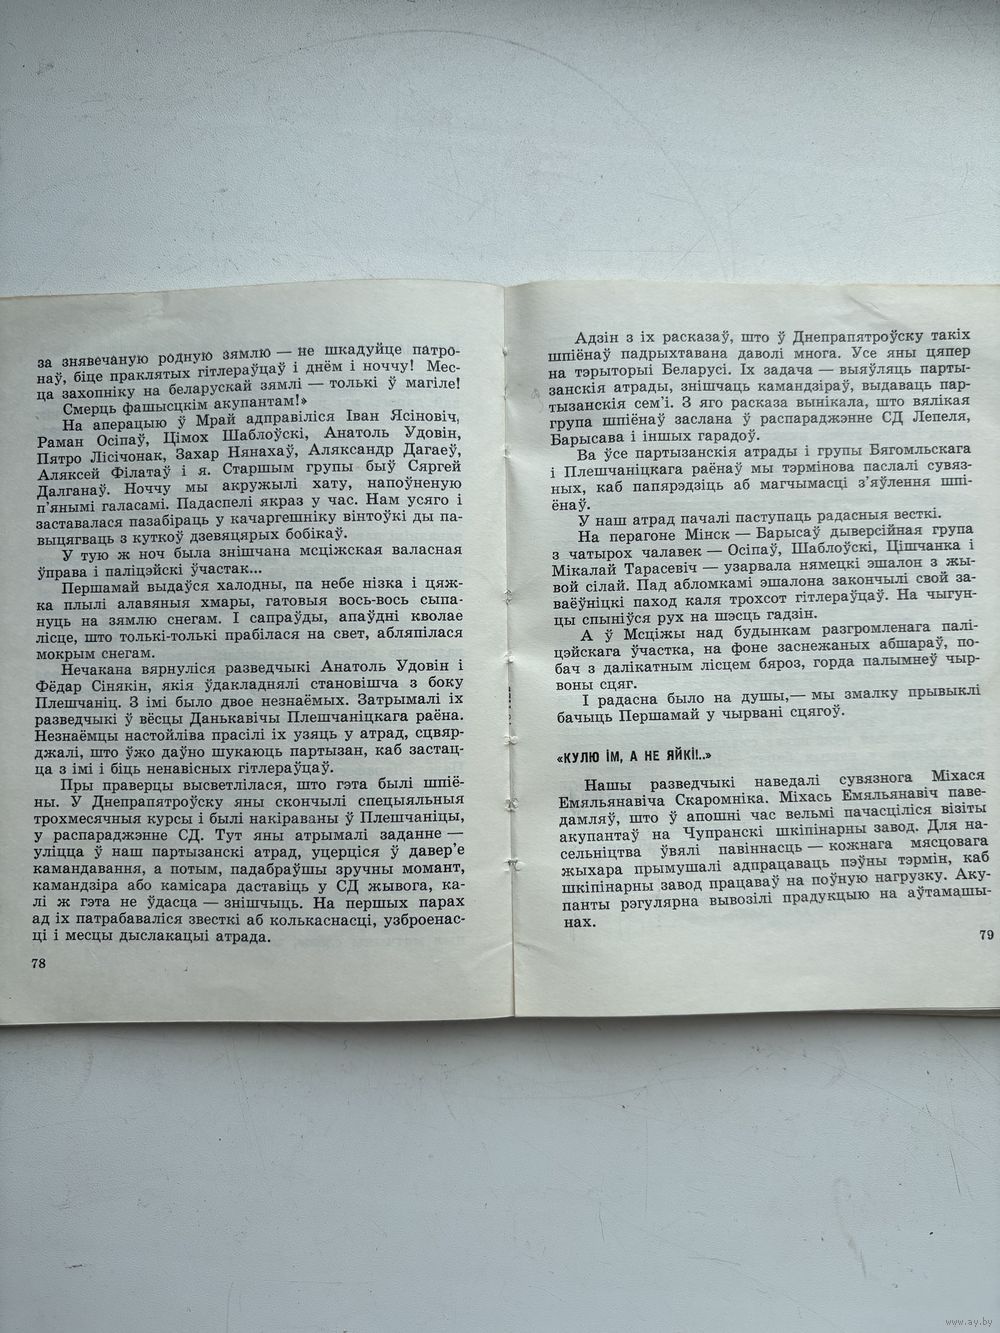 за знявечаную родную зямлю — не шкадуйце патро-
наў, біце праклятых гітлераўцаў і днём і ноччу! Мес-
ца захопніку на беларускай зямлі — толькі ў магіле!
Смерць фашысцкім акупантам!»
На аперацыю ў Мрай адправіліся Іван Ясіновіч,
Раман Осіпаў, Цімох Шаблоўскі, Анатоль Удовін,
Пятро Лісічонак, Захар Нянахаў, Аляксандр Дагаеў,
Аляксей Філатаў і я. Старшым групы быў Сяргей
Далганаў. Ноччу мы акружылі хату, напоўненую
п'янымі галасамі. Падаспелі якраз у час. Нам усяго і
заставалася пазабіраць у качаргешніку вінтоўкі ды па-
выцягваць з куткоў дзевяцярых бобікаў.
У тую ж ноч была знішчана мсціжская валасная
ўправа і паліцэйскі ўчастак...
Першамай выдаўся халодны, па небе нізка і цяж-
ка плылі алавяныя хмары, гатовыя вось-вось сыпа-
нуць на зямлю снегам. І сапраўды, апаўдні кволае
лісце, што толькі-толькі прабілася на свет, абляпілася
мокрым снегам.
Нечакана вярнуліся разведчыкі Анатоль Удовін і
Фёдар Сінякін, якія ўдакладнялі становішча з боку
Плешчаніц. З імі было двое незнаёмых. Затрымалі іх
разведчыкі ў вёсцы Данькавічы Плешчаніцкага раёна.
Незнаёмцы настойліва прасілі іх узяць у атрад, сцвяр-
джалі, што ўжо даўно шукаюць партызан, каб застац-
ца з імі і біць ненавісных гітлераўцаў.
Пры праверцы высветлілася, што гэта былі шпіё-
ны. У Днепрапятроўску яны скончылі спецыяльныя
трохмесячныя курсы і былі накіраваны ў Плешчаніцы,
у распараджэнне СД. Тут яны атрымалі заданне —
уліцца ў наш партызанскі атрад, уцерціся ў давер'е
камандавання, а потым, падабраўшы зручны момант,
камандзіра або камісара даставіць у СД жывога, ка-
лі ж гэта не ўдасца — знішчыць. На першых парах
ад іх патрабаваліся звесткі аб колькаснасці, узброенас-
ці і месцы дыслакацыі атрада.
78
Адзін з іх расказаў, што ў Днепрапятроўску такіх
шпіёнаў падрыхтавана даволі многа. Усе яны цяпер
на тэрыторыі Беларусі. Іх задача — выяўляць парты-
занскія атрады, знішчаць камандзіраў, выдаваць пар-
тызанскія сем'і. З яго расказа вынікала, што вялікая
група шпіёнаў заслана ў распараджэнне СД Лепеля,
Барысава і іншых гарадоў.
Ва ўсе партызанскія атрады і групы Бягомльскага
і Плешчаніцкага раёнаў мы тэрмінова паслалі сувяз-
ных, каб папярэдзіць аб магчымасці з'яўлення шпі-
ёнаў.
У наш атрад пачалі паступаць радасныя весткі.
На перагоне Мінск — Барысаў дыверсійная група
з чатырох чалавек — Осіпаў, Шаблоўскі, Цішчанка і
Мікалай Тарасевіч — узарвала нямецкі эшалон з жы-
вой сілай. Пад абломкамі эшалона закончылі свой за-
ваёўніцкі паход каля трохсот гітлераўцаў. На чыгун-
цы спыніўся рух на шэсць гадзін.
А ў Мсціжы над будынкам разгромленага палі-
цэйскага ўчастка, на фоне заснежаных абшараў, по-
бач з далікатным лісцем бяроз, горда палымнеў чыр-
воны сцяг.
І радасна было на душы,— мы змалку прывыклі
бачыць Першамай у чырвані сцягоў.
«КУЛЮ ІМ, А НЕ ЯЙКІ!..»
Нашы разведчыкі наведалі сувязнога Міхася
Емяльянавіча Скаромніка. Міхась Емяльянавіч паве-
дамляў, што ў апошні час вельмі пачасціліся візіты
акупантаў на Чупранскі шкіпінарны завод. Для на-
сельніцтва ўвялі павіннасць — кожнага мясцовага
жыхара прымушалі адпрацаваць пэўны тэрмін, каб
шкіпінарны завод працаваў на поўную нагрузку. Аку-
панты рэгулярна вывозілі прадукцыю на аўтамашы-
нах.
79
www.ay.by